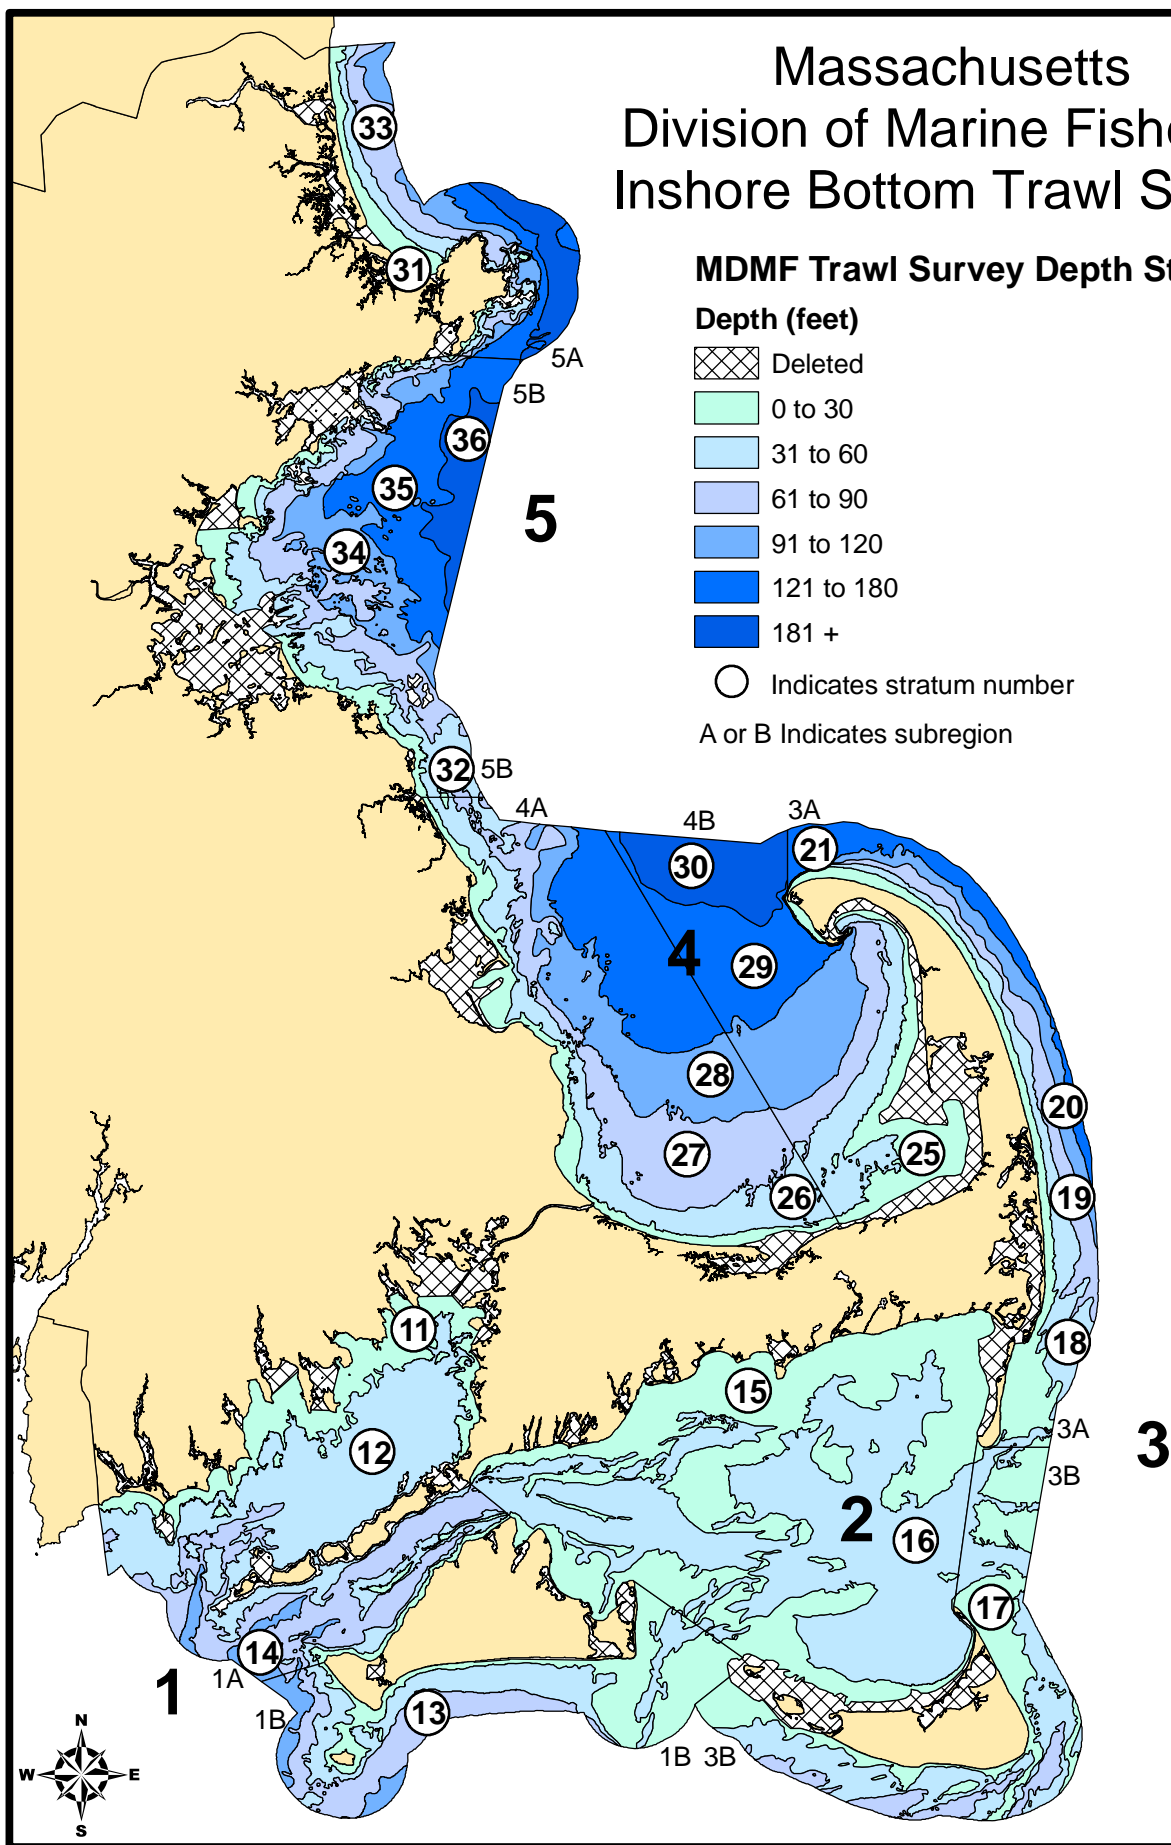 Massachusetts
Division of Marine Fishe
Inshore Bottom Trawl S
MDMF Trawl Survey Depth St
Depth (feet)
Deleted
0 to 30
31 to 60
61 to 90
91 to 120
121 to 180
181 +
Indicates stratum number
A or B Indicates subregion
33
31
5A
5B
36
35
5
34
32
5B
4A
4B
3A
21
30
4
29
28
20
27
25
26
19
11
18
15
12
3A
3
3B
2
16
17
14
1A
1
1B
13
1B
3B
N
W
E
S